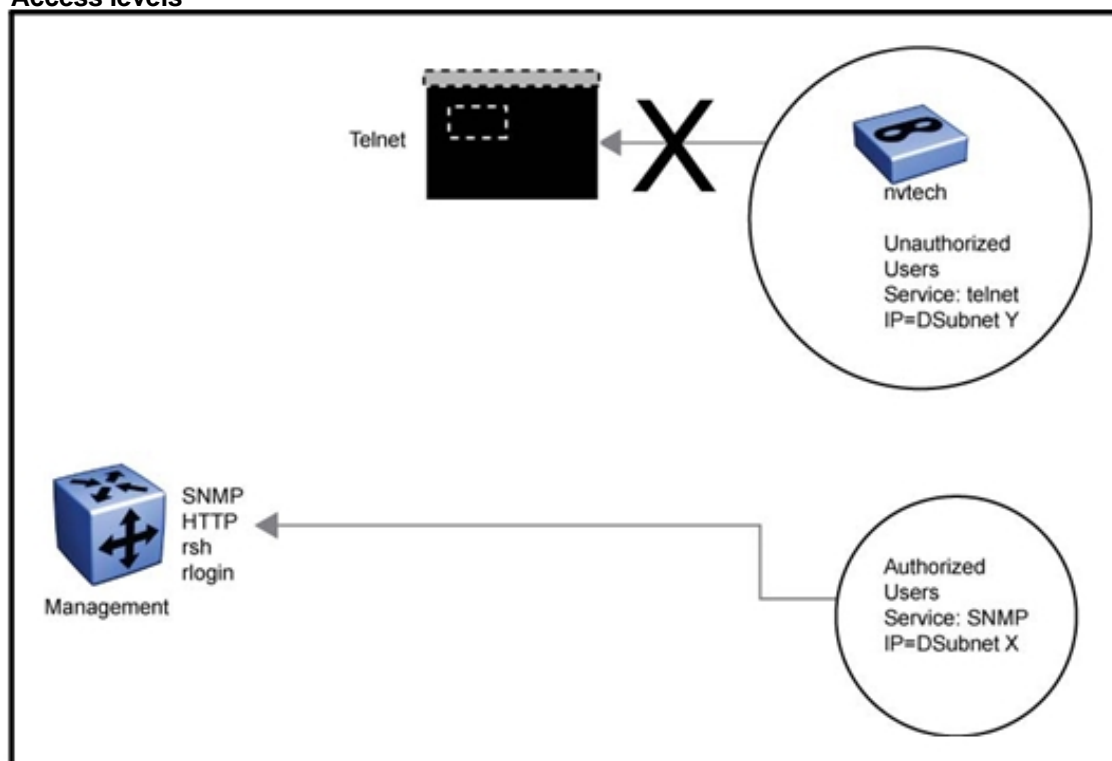 Access levels
Telnet
nvtech
Unauthorized
Users
Service: telnet
IP=DSubnet Y
SNMP
HTTP
rsh
rlogin
Management
Authorized
Users
Service: SNMP
IP=DSubnet X